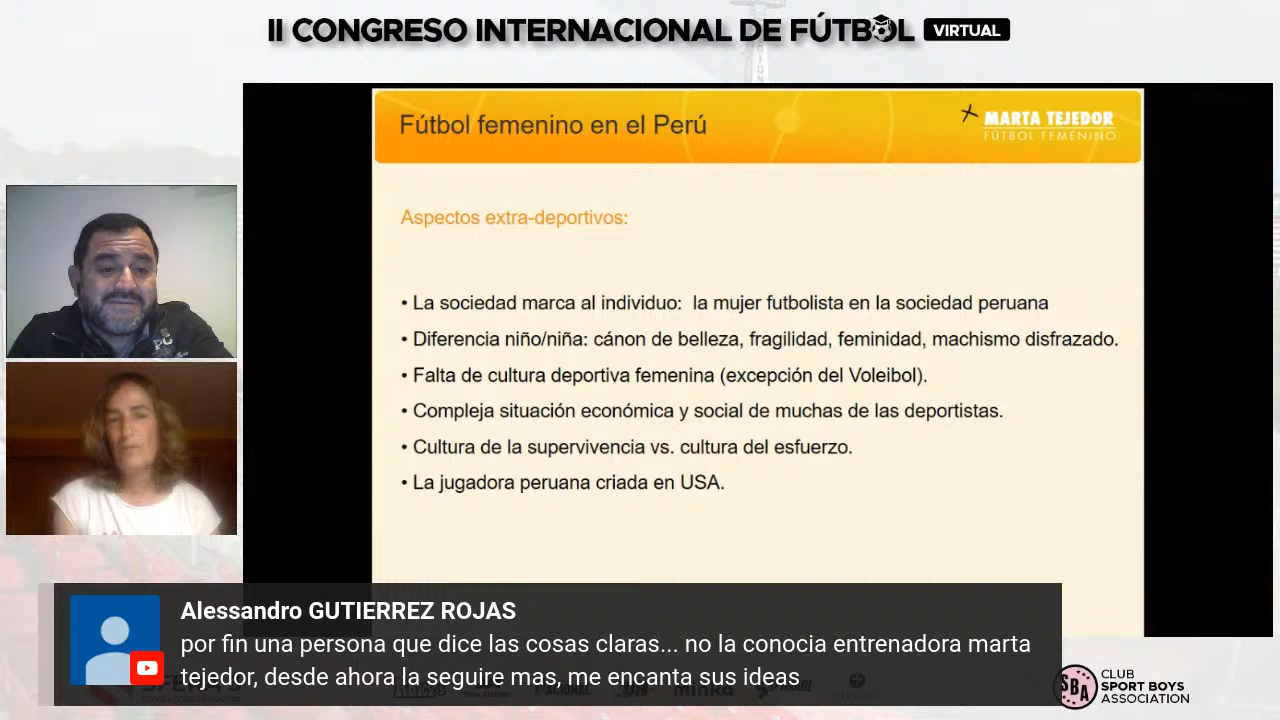 II CONGRESO INTERNACIONAL DE FÚTBOL VIRTUAL
Fútbol femenino en el Perú
MARTA TEJEDOR
FÚTBOL FEMENINO
Aspectos extra-deportivos:
• La sociedad marca al individuo: la mujer futbolista en la sociedad peruana
• Diferencia niño/niña: cánon de belleza, fragilidad, feminidad, machismo disfrazado.
• Falta de cultura deportiva femenina (excepción del Voleibol).
• Compleja situación económica y social de muchas de las deportistas.
• Cultura de la supervivencia vs. cultura del esfuerzo.
• La jugadora peruana criada en USA.
Alessandro GUTIERREZ ROJAS
por fin una persona que dice las cosas claras... no la conocia entrenadora marta
tejedor, desde ahora la seguire mas, me encanta sus ideas
SBA
CLUB
SPORT BOYS
ASSOCIATION